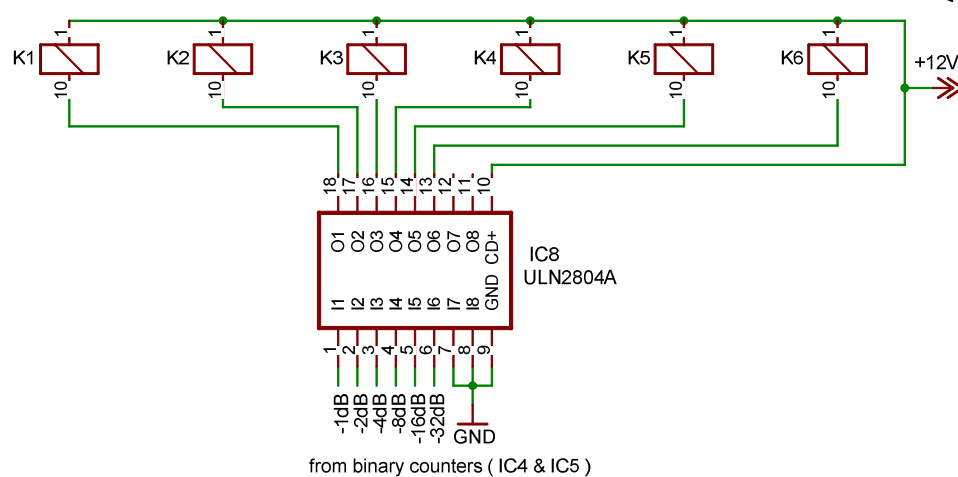 1 1 1 1 1 1
K1 K2 K3 K4 K5 K6 +12V
10 10 10 10 10 10
18 17 16 15 14 13 12 11 10
O1 O2 O3 O4 O5 O6 O7 O8 CD+
IC8
ULN2804A
I1 I2 I3 I4 I5 I6 I7 I8 GND
1 2 3 4 5 6 7 8 9
-1dB -2dB -4dB -8dB -16dB -32dB
GND
from binary counters ( IC4 & IC5 )